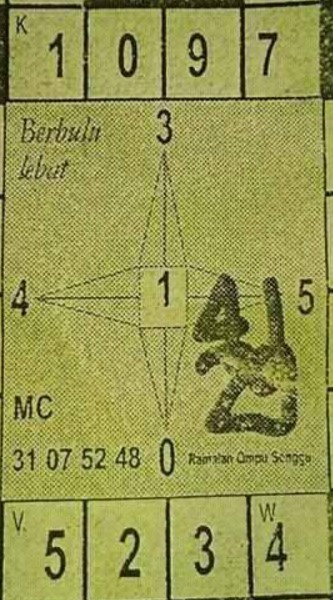 K
1 0 9 7
Berbulu
lebat
3
4 1 5
MC
31 07 52 48 0 Ramalan Ompu Songgu
V. W.
5 2 3 4